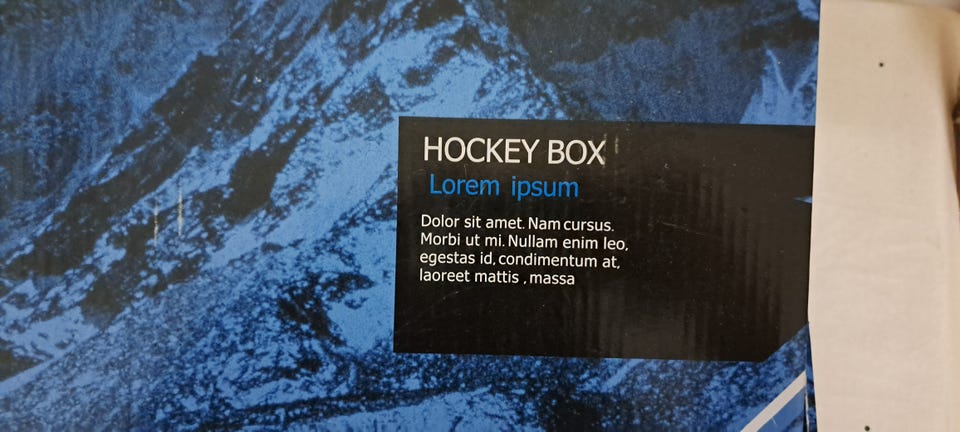 HOCKEY BOX
Lorem ipsum
Dolor sit amet. Nam cursus.
Morbi ut mi. Nullam enim leo,
egestas id, condimentum at,
laoreet mattis , massa